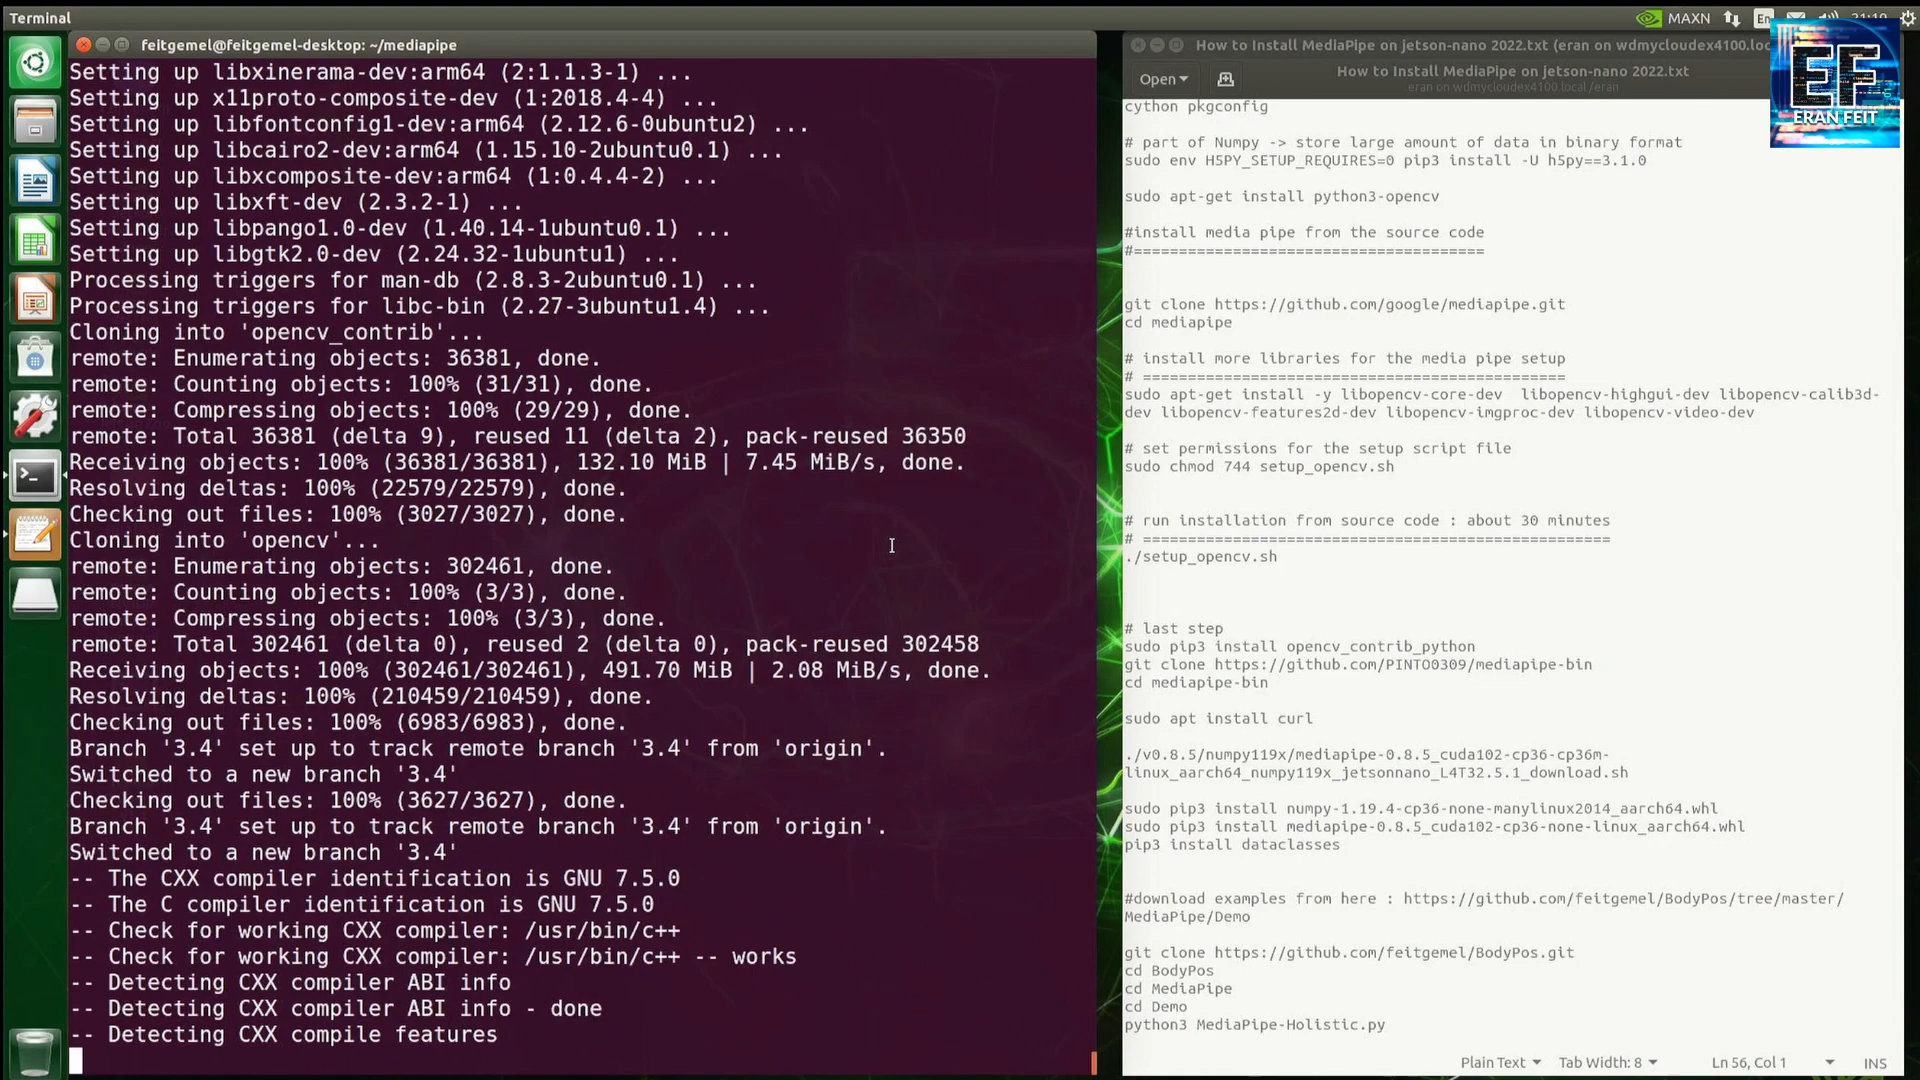 Terminal
MAXN
En
feitgemel@feitgemel-desktop: ~/mediapipe
Setting up libxinerama-dev:arm64 (2:1.1.3-1) ...
Setting up x11proto-composite-dev (1:2018.4-4) ...
Setting up libfontconfig1-dev:arm64 (2.12.6-0ubuntu2) ...
Setting up libcairo2-dev:arm64 (1.15.10-2ubuntu0.1) ...
Setting up libxcomposite-dev:arm64 (1:0.4.4-2) ...
Setting up libxft-dev (2.3.2-1) ...
Setting up libpango1.0-dev (1.40.14-1ubuntu0.1) ...
Setting up libgtk2.0-dev (2.24.32-1ubuntu1) ...
Processing triggers for man-db (2.8.3-2ubuntu0.1) ...
Processing triggers for libc-bin (2.27-3ubuntu1.4) ...
Cloning into 'opencv_contrib'...
remote: Enumerating objects: 36381, done.
remote: Counting objects: 100% (31/31), done.
remote: Compressing objects: 100% (29/29), done.
remote: Total 36381 (delta 9), reused 11 (delta 2), pack-reused 36350
Receiving objects: 100% (36381/36381), 132.10 MiB | 7.45 MiB/s, done.
Resolving deltas: 100% (22579/22579), done.
Checking out files: 100% (3027/3027), done.
Cloning into 'opencv'...
remote: Enumerating objects: 302461, done.
remote: Counting objects: 100% (3/3), done.
remote: Compressing objects: 100% (3/3), done.
remote: Total 302461 (delta 0), reused 2 (delta 0), pack-reused 302458
Receiving objects: 100% (302461/302461), 491.70 MiB | 2.08 MiB/s, done.
Resolving deltas: 100% (210459/210459), done.
Checking out files: 100% (6983/6983), done.
Branch '3.4' set up to track remote branch '3.4' from 'origin'.
Switched to a new branch '3.4'
Checking out files: 100% (3627/3627), done.
Branch '3.4' set up to track remote branch '3.4' from 'origin'.
Switched to a new branch '3.4'
-- The CXX compiler identification is GNU 7.5.0
-- The C compiler identification is GNU 7.5.0
-- Check for working CXX compiler: /usr/bin/c++
-- Check for working CXX compiler: /usr/bin/c++ -- works
-- Detecting CXX compiler ABI info
-- Detecting CXX compiler ABI info - done
-- Detecting CXX compile features
How to Install MediaPipe on jetson-nano 2022.txt (eran on wdmycloudex4100.loc
Open
How to Install MediaPipe on jetson-nano 2022.txt
eran on wdmycloudex4100.local /eran
EF
ERAN FEIT
cython pkgconfig
# part of Numpy -> store large amount of data in binary format
sudo env H5PY_SETUP_REQUIRES=0 pip3 install -U h5py==3.1.0
sudo apt-get install python3-opencv
#install media pipe from the source code
#=======================================
git clone https://github.com/google/mediapipe.git
cd mediapipe
# install more libraries for the media pipe setup
# ===============================================
sudo apt-get install -y libopencv-core-dev  libopencv-highgui-dev libopencv-calib3d-
dev libopencv-features2d-dev libopencv-imgproc-dev libopencv-video-dev
# set permissions for the setup script file
sudo chmod 744 setup_opencv.sh
# run installation from source code : about 30 minutes
# ====================================================
./setup_opencv.sh
# last step
sudo pip3 install opencv_contrib_python
git clone https://github.com/PINTO0309/mediapipe-bin
cd mediapipe-bin
sudo apt install curl
./v0.8.5/numpy119x/mediapipe-0.8.5_cuda102-cp36-cp36m-
linux_aarch64_numpy119x_jetsonnano_L4T32.5.1_download.sh
sudo pip3 install numpy-1.19.4-cp36-none-manylinux2014_aarch64.whl
sudo pip3 install mediapipe-0.8.5_cuda102-cp36-none-linux_aarch64.whl
pip3 install dataclasses
#download examples from here : https://github.com/feitgemel/BodyPos/tree/master/
MediaPipe/Demo
git clone https://github.com/feitgemel/BodyPos.git
cd BodyPos
cd MediaPipe
cd Demo
python3 MediaPipe-Holistic.py
Plain Text
Tab Width: 8
Ln 56, Col 1
INS